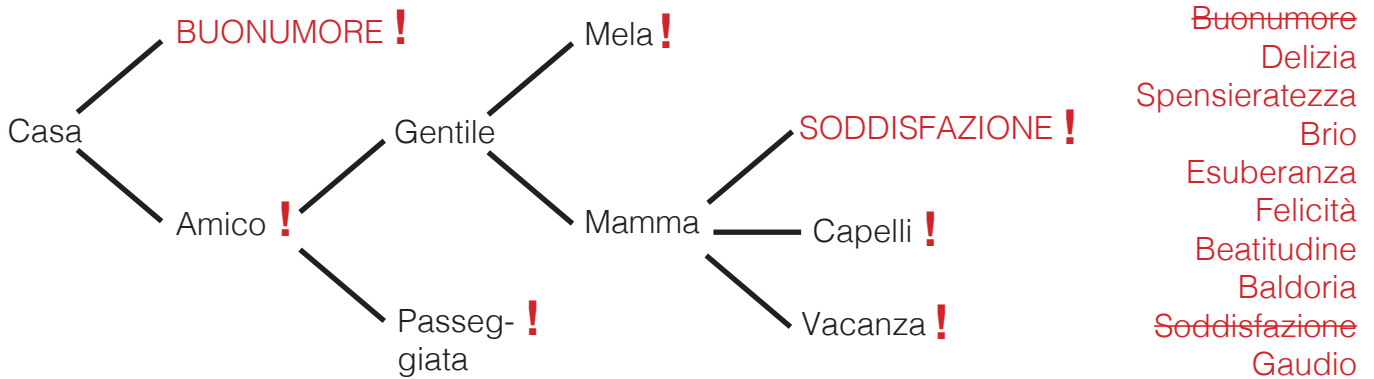 BUONUMORE !
Mela !
Casa
Gentile
SODDISFAZIONE !
Amico !
Mamma
Capelli !
Passeg- !
giata
Vacanza !
Buonumore
Delizia
Spensieratezza
Brio
Esuberanza
Felicità
Beatitudine
Baldoria
Soddisfazione
Gaudio